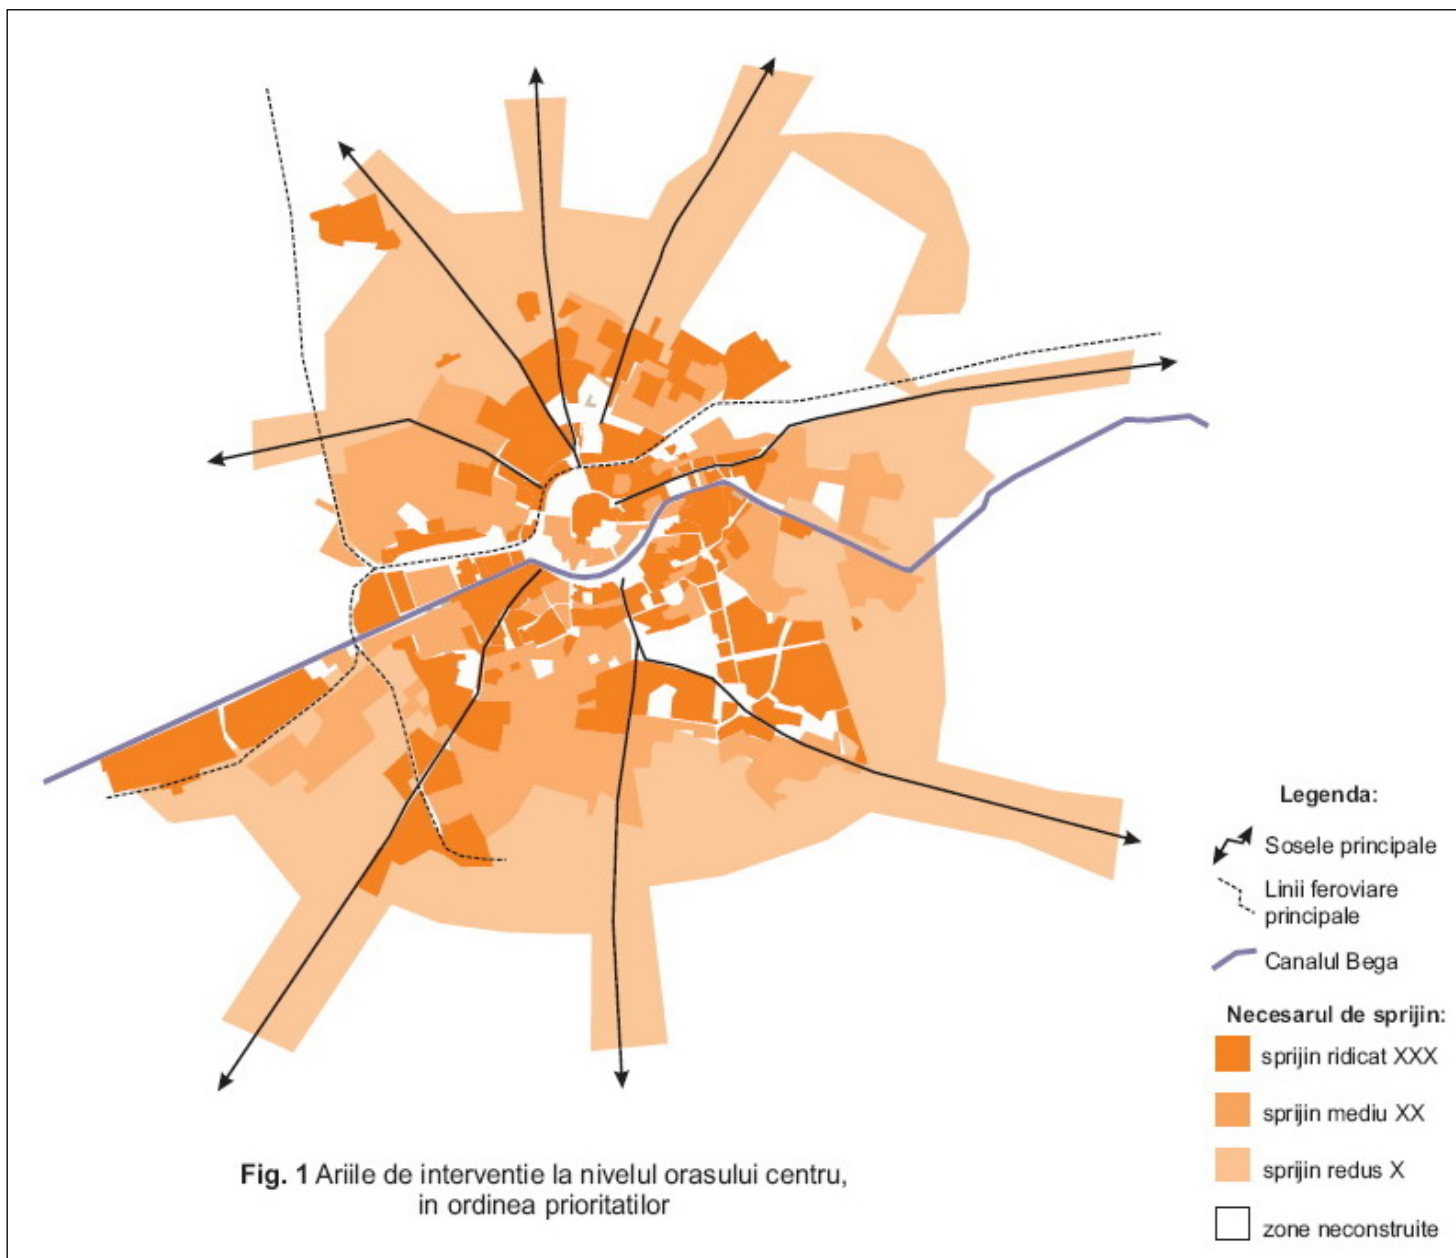 Legenda:
Sosele principale
Linii feroviare
principale
Canalul Bega
Necesarul de sprijin:
sprijin ridicat XXX
sprijin mediu XX
sprijin redus X
zone neconstruite
Fig. 1 Ariile de interventie la nivelul orasului centru,
in ordinea prioritatilor